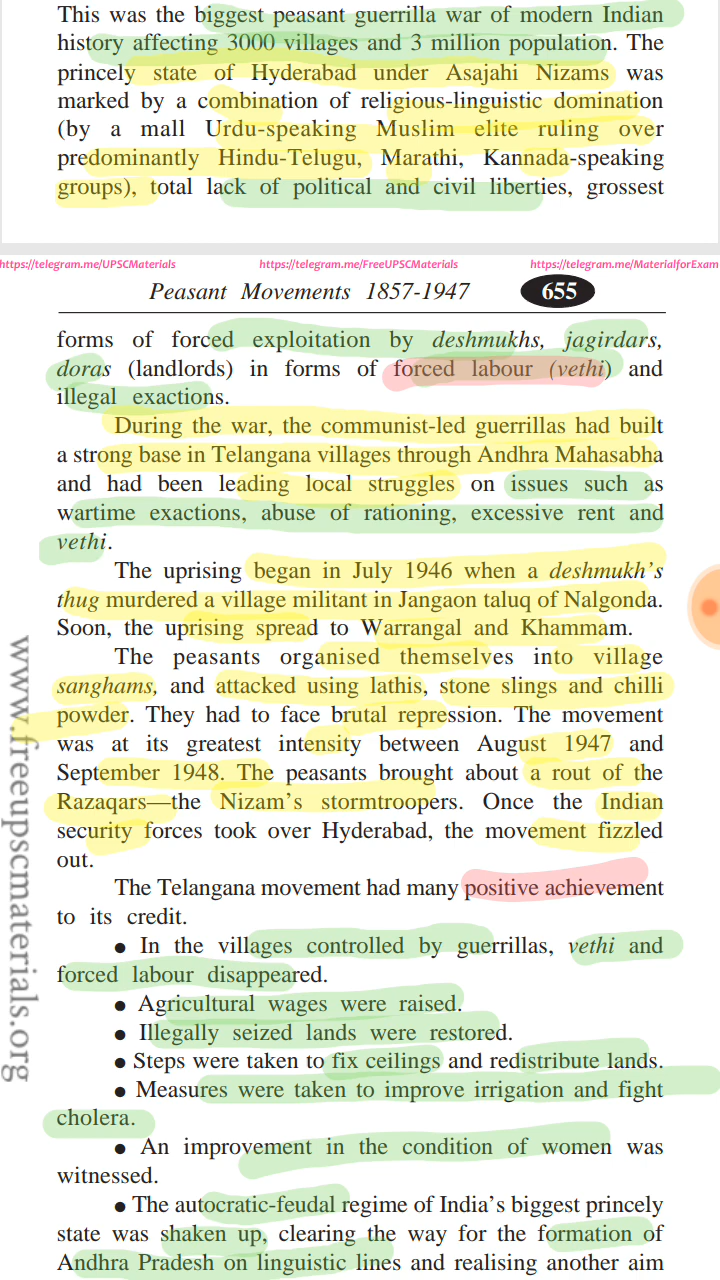 This was the biggest peasant guerrilla war of modern Indian
history affecting 3000 villages and 3 million population. The
princely state of Hyderabad under Asajahi Nizams was
marked by a combination of religious-linguistic domination
(by a mall Urdu-speaking Muslim elite ruling over
predominantly Hindu-Telugu, Marathi, Kannada-speaking
groups), total lack of political and civil liberties, grossest
https://telegram.me/UPSCMaterials https://telegram.me/FreeUPSCMaterials https://telegram.me/MaterialforExam
Peasant Movements 1857-1947 655
forms of forced exploitation by deshmukhs, jagirdars,
doras (landlords) in forms of forced labour (vethi) and
illegal exactions.
During the war, the communist-led guerrillas had built
a strong base in Telangana villages through Andhra Mahasabha
and had been leading local struggles on issues such as
wartime exactions, abuse of rationing, excessive rent and
vethi.
The uprising began in July 1946 when a deshmukh's
thug murdered a village militant in Jangaon taluq of Nalgonda.
Soon, the uprising spread to Warrangal and Khammam.
The peasants organised themselves into village
sanghams, and attacked using lathis, stone slings and chilli
powder. They had to face brutal repression. The movement
was at its greatest intensity between August 1947 and
September 1948. The peasants brought about a rout of the
Razaqars—the Nizam's stormtroopers. Once the Indian
security forces took over Hyderabad, the movement fizzled
out.
The Telangana movement had many positive achievement
to its credit.
● In the villages controlled by guerrillas, vethi and
forced labour disappeared.
● Agricultural wages were raised.
● Illegally seized lands were restored.
● Steps were taken to fix ceilings and redistribute lands.
● Measures were taken to improve irrigation and fight
cholera.
● An improvement in the condition of women was
witnessed.
● The autocratic-feudal regime of India's biggest princely
state was shaken up, clearing the way for the formation of
Andhra Pradesh on linguistic lines and realising another aim
www.freeupscmaterials.org